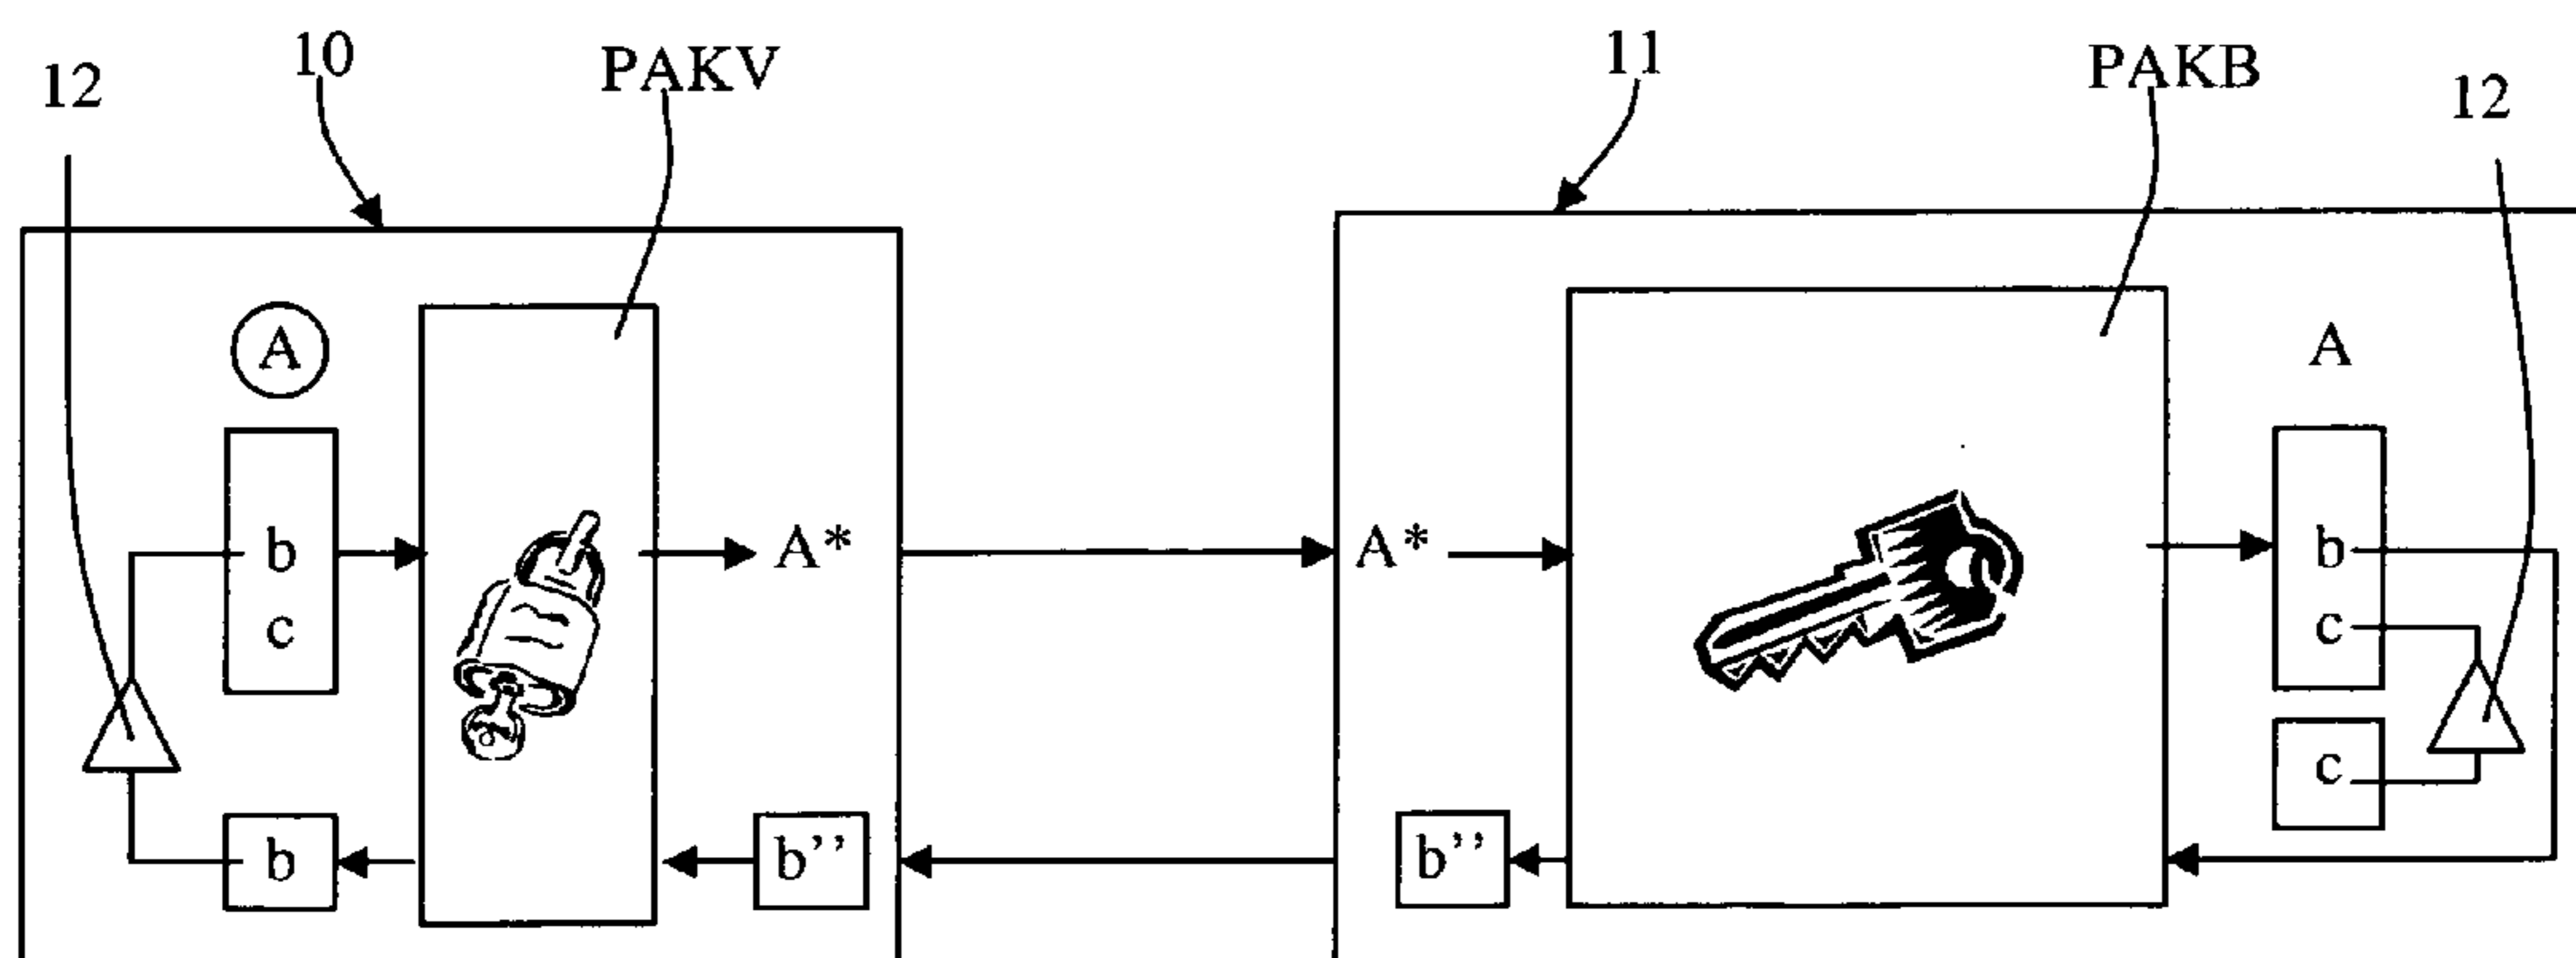 12 10 PAKV 11 PAKB 12
A A
b A* A* b
c c
c
b b’’ b’’